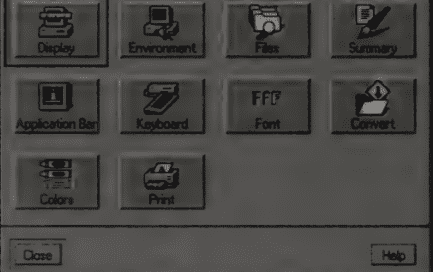 Display Environment Files Summary
Application Bar Keyboard Font Convert
Colors Print
Close Help